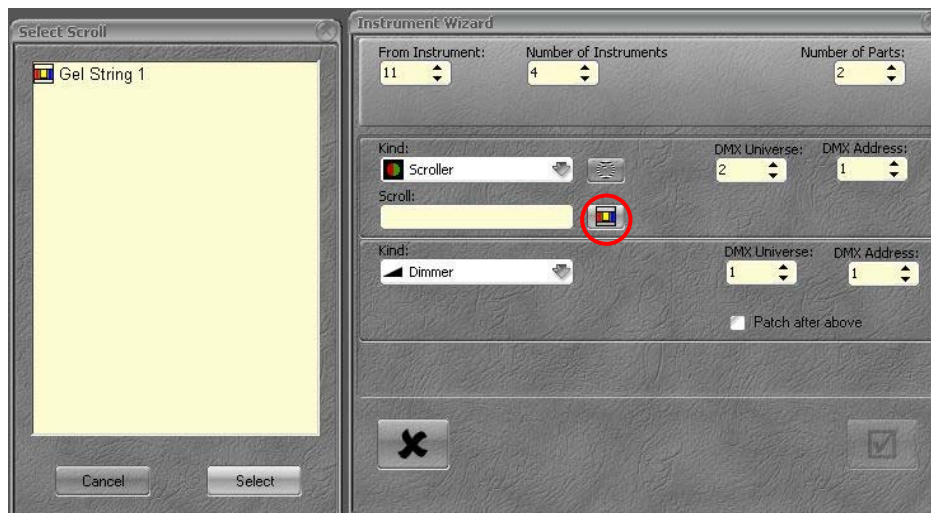 Select Scroll
Gel String 1
Cancel
Select
Instrument Wizard
From Instrument:
Number of Instruments
Number of Parts:
11
4
2
Kind:
DMX Universe:
DMX Address:
Scroller
2
1
Scroll:
Kind:
DMX Universe:
DMX Address:
Dimmer
1
1
Patch after above